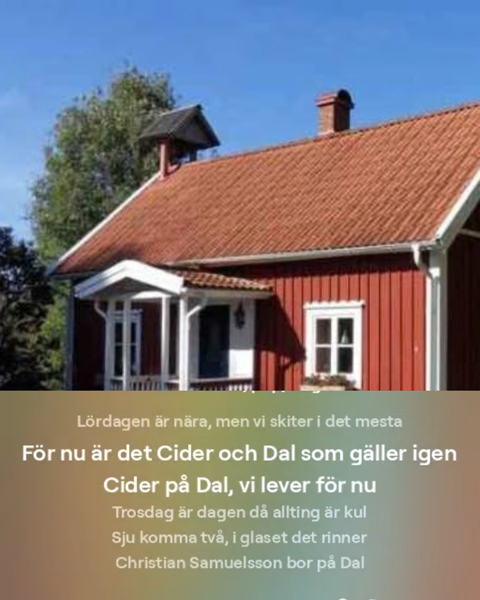 Lördagen är nära, men vi skiter i det mesta
För nu är det Cider och Dal som gäller igen
Cider på Dal, vi lever för nu
Trosdag är dagen då allting är kul
Sju komma två, i glaset det rinner
Christian Samuelsson bor på Dal